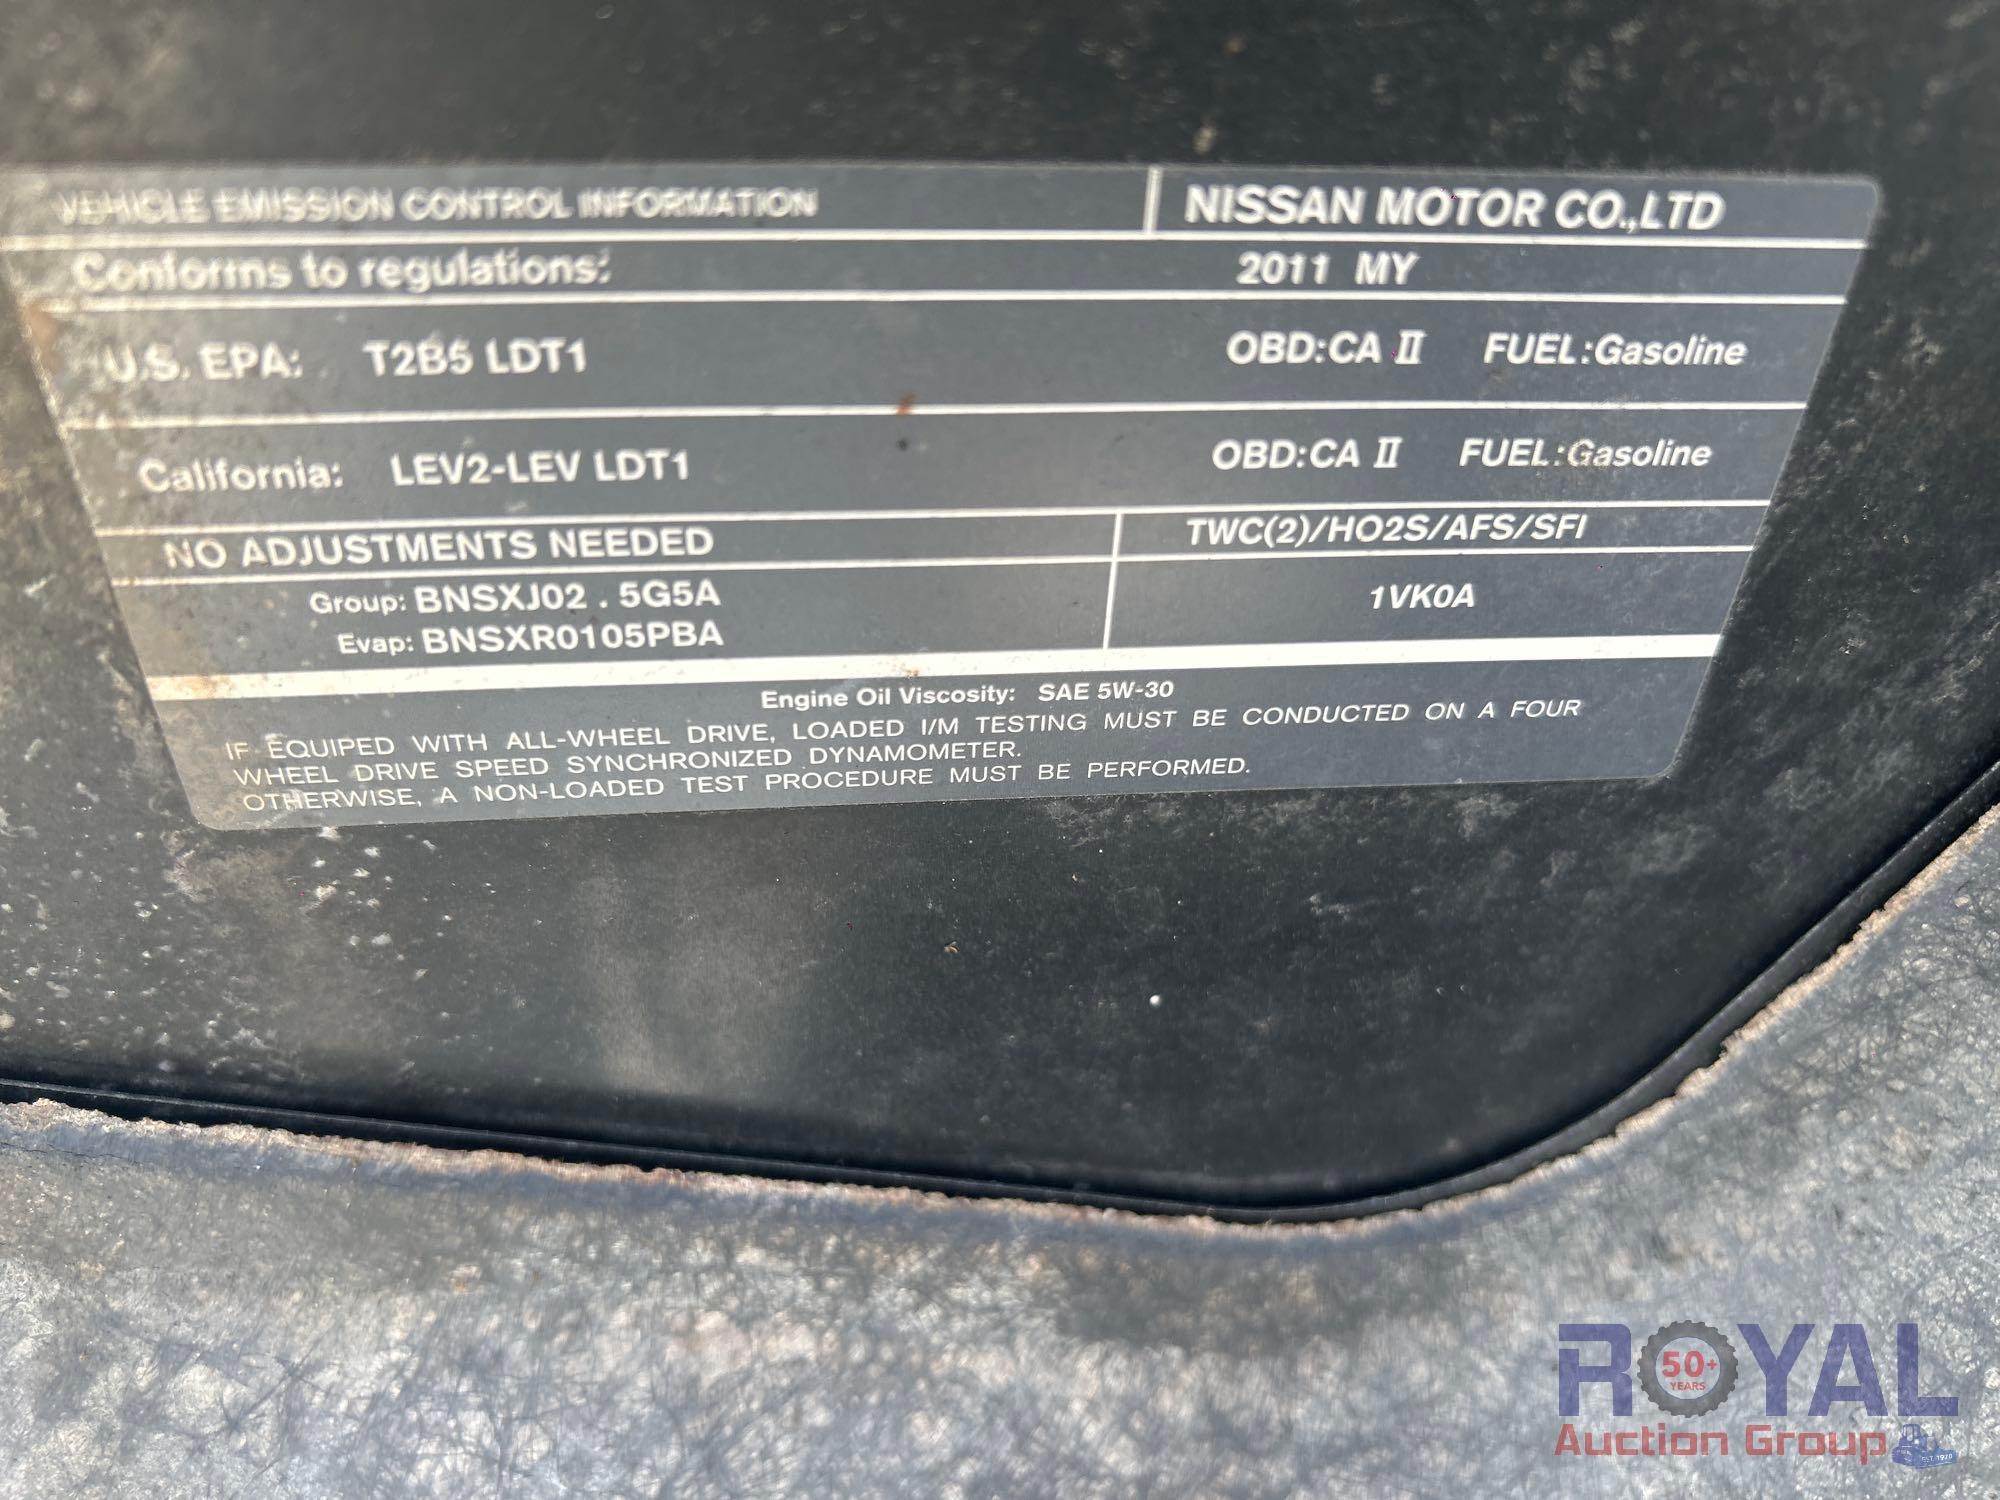 VEHICLE EMISSION CONTROL INFORMATION NISSAN MOTOR CO.,LTD
Conforms to regulations: 2011 MY
U.S. EPA: T2B5 LDT1 OBD:CA II FUEL:Gasoline
California: LEV2-LEV LDT1 OBD:CA II FUEL:Gasoline
NO ADJUSTMENTS NEEDED TWC(2)/HO2S/AFS/SFI
Group: BNSXJ02.5G5A 1VK0A
Evap: BNSXR0105PBA
Engine Oil Viscosity: SAE 5W-30
IF EQUIPED WITH ALL-WHEEL DRIVE, LOADED I/M TESTING MUST BE CONDUCTED ON A FOUR
WHEEL DRIVE SPEED SYNCHRONIZED DYNAMOMETER.
OTHERWISE, A NON-LOADED TEST PROCEDURE MUST BE PERFORMED.
ROYAL
50+
YEARS
Auction Group
EST. 1970